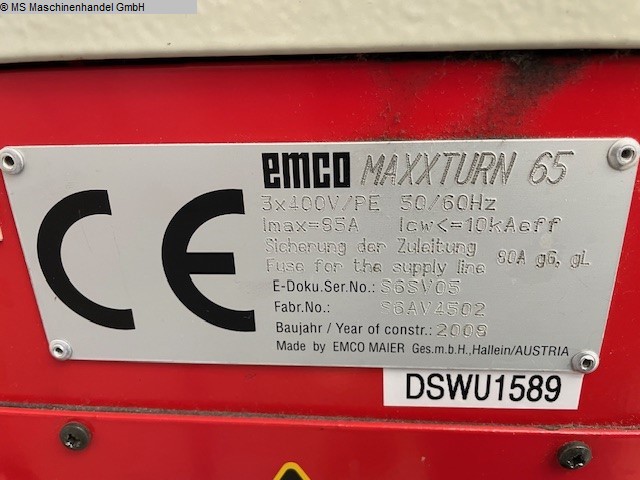 © MS Maschinenhandel GmbH
emco MAXXTURN 65
3x400V/PE 50/60Hz
Imax=85A Icw<=10kAeff
Sicherung der Zuleitung
Fuse for the supply line 80A gG, gL
E-Doku.Ser.No.: S6SV05
Fabr.No.: S6AV4502
Baujahr / Year of constr.: 2008
Made by EMCO MAIER Ges.m.b.H., Hallein/AUSTRIA
CE
DSWU1589